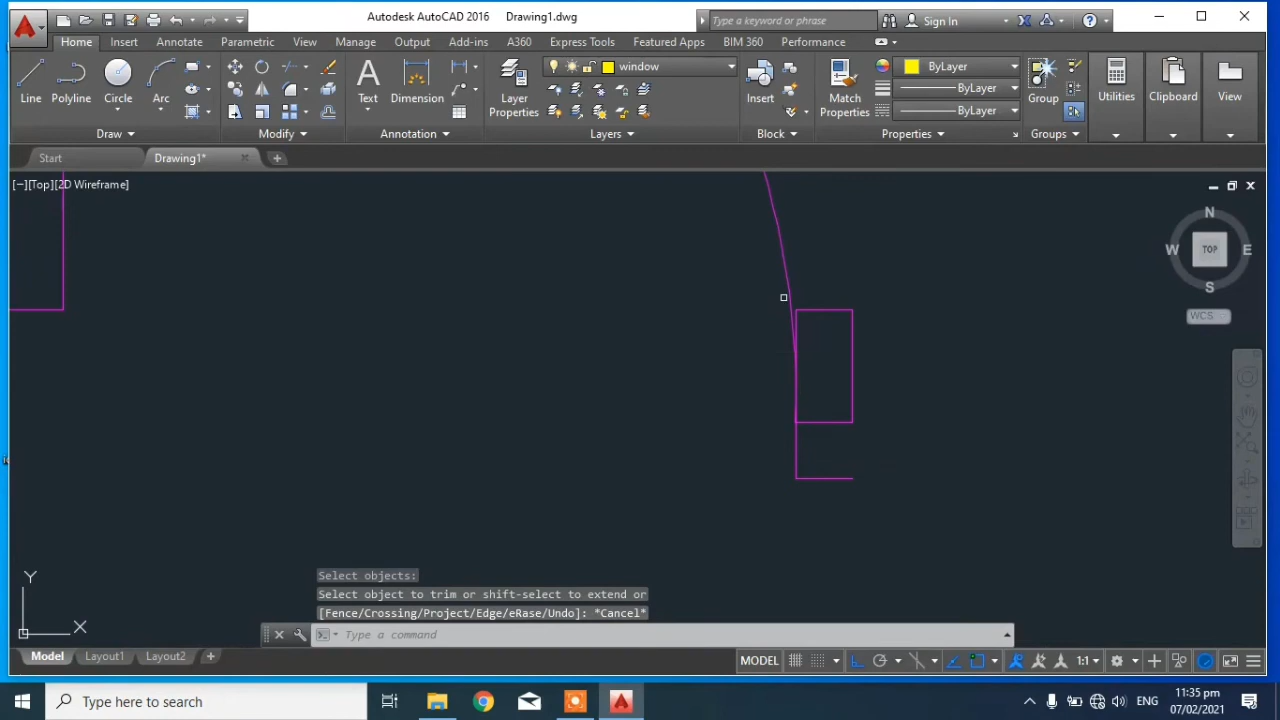 Autodesk AutoCAD 2016 Drawing1.dwg
Type a keyword or phrase
Sign In
Home Insert Annotate Parametric View Manage Output Add-ins A360 Express Tools Featured Apps BIM 360 Performance
window
ByLayer
ByLayer
ByLayer
Line Polyline Circle Arc Text Dimension Layer Properties Insert Match Properties Group Utilities Clipboard View
Draw Modify Annotation Layers Block Properties Groups
Start Drawing1*
[−][Top][2D Wireframe]
N
W TOP E
S
WCS
Y
X
Select objects:
Select object to trim or shift-select to extend or
[Fence/Crossing/Project/Edge/eRase/Undo]: *Cancel*
Type a command
Model Layout1 Layout2
MODEL 1:1
Type here to search
ENG
11:35 pm
07/02/2021